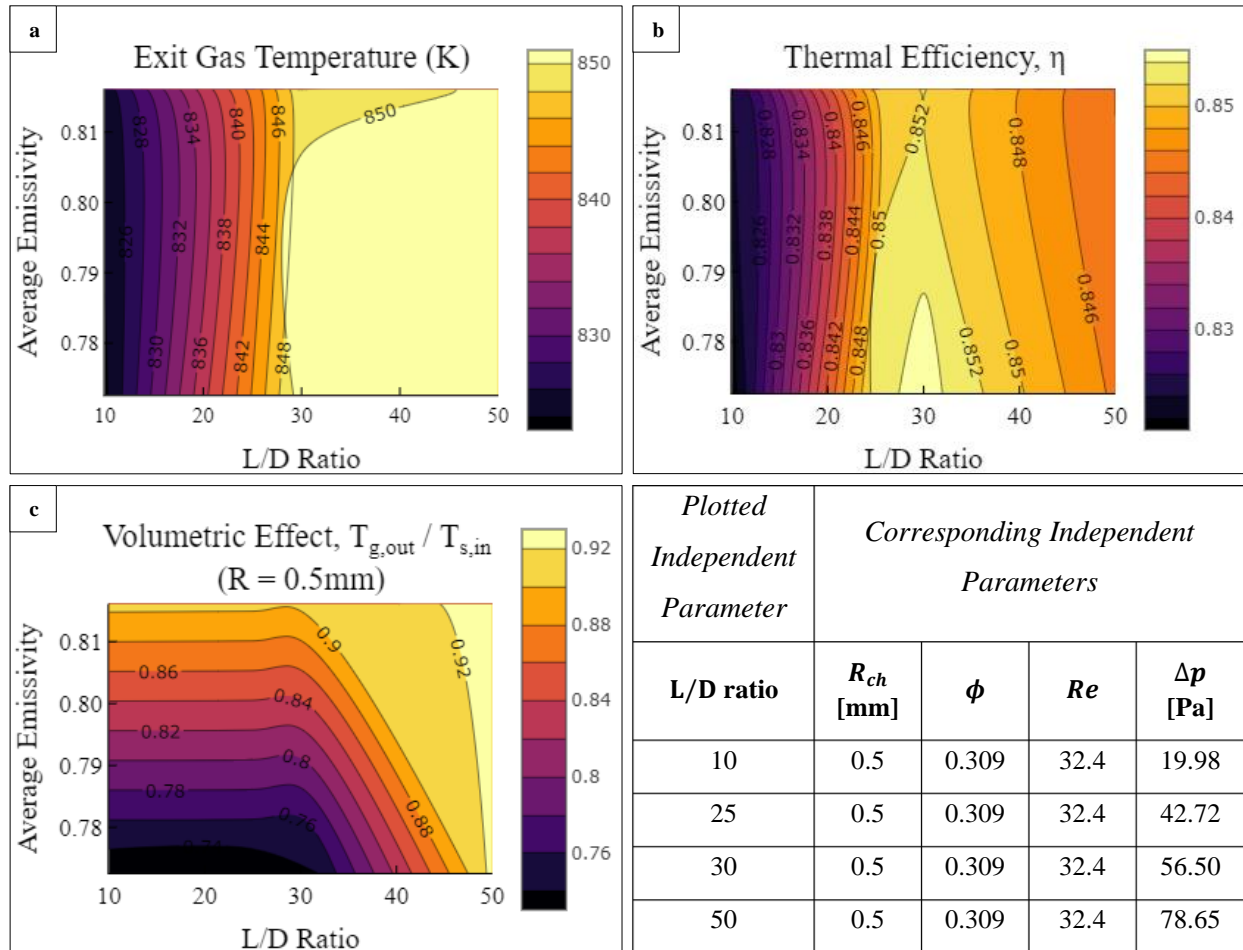 a
Exit Gas Temperature (K)
Average Emissivity
0.81
0.80
0.79
0.78
10 20 30 40 50
L/D Ratio
828 834 840 846 850
826 832 838 844
830 836 842 848
850
840
830
b
Thermal Efficiency, η
Average Emissivity
0.81
0.80
0.79
0.78
10 20 30 40 50
L/D Ratio
0.828 0.834 0.84 0.846 0.852 0.848
0.826 0.832 0.838 0.844 0.85
0.83 0.836 0.842 0.848 0.852 0.85 0.846
0.85
0.84
0.83
c
Volumetric Effect, T_g,out / T_s,in
(R = 0.5mm)
Average Emissivity
0.81
0.80
0.79
0.78
10 20 30 40 50
L/D Ratio
0.9 0.92
0.86
0.84
0.82
0.8
0.78
0.76 0.88
0.92
0.88
0.84
0.8
0.76
Plotted Independent Parameter
Corresponding Independent Parameters
L/D ratio R_ch [mm] ϕ Re Δp [Pa]
10 0.5 0.309 32.4 19.98
25 0.5 0.309 32.4 42.72
30 0.5 0.309 32.4 56.50
50 0.5 0.309 32.4 78.65